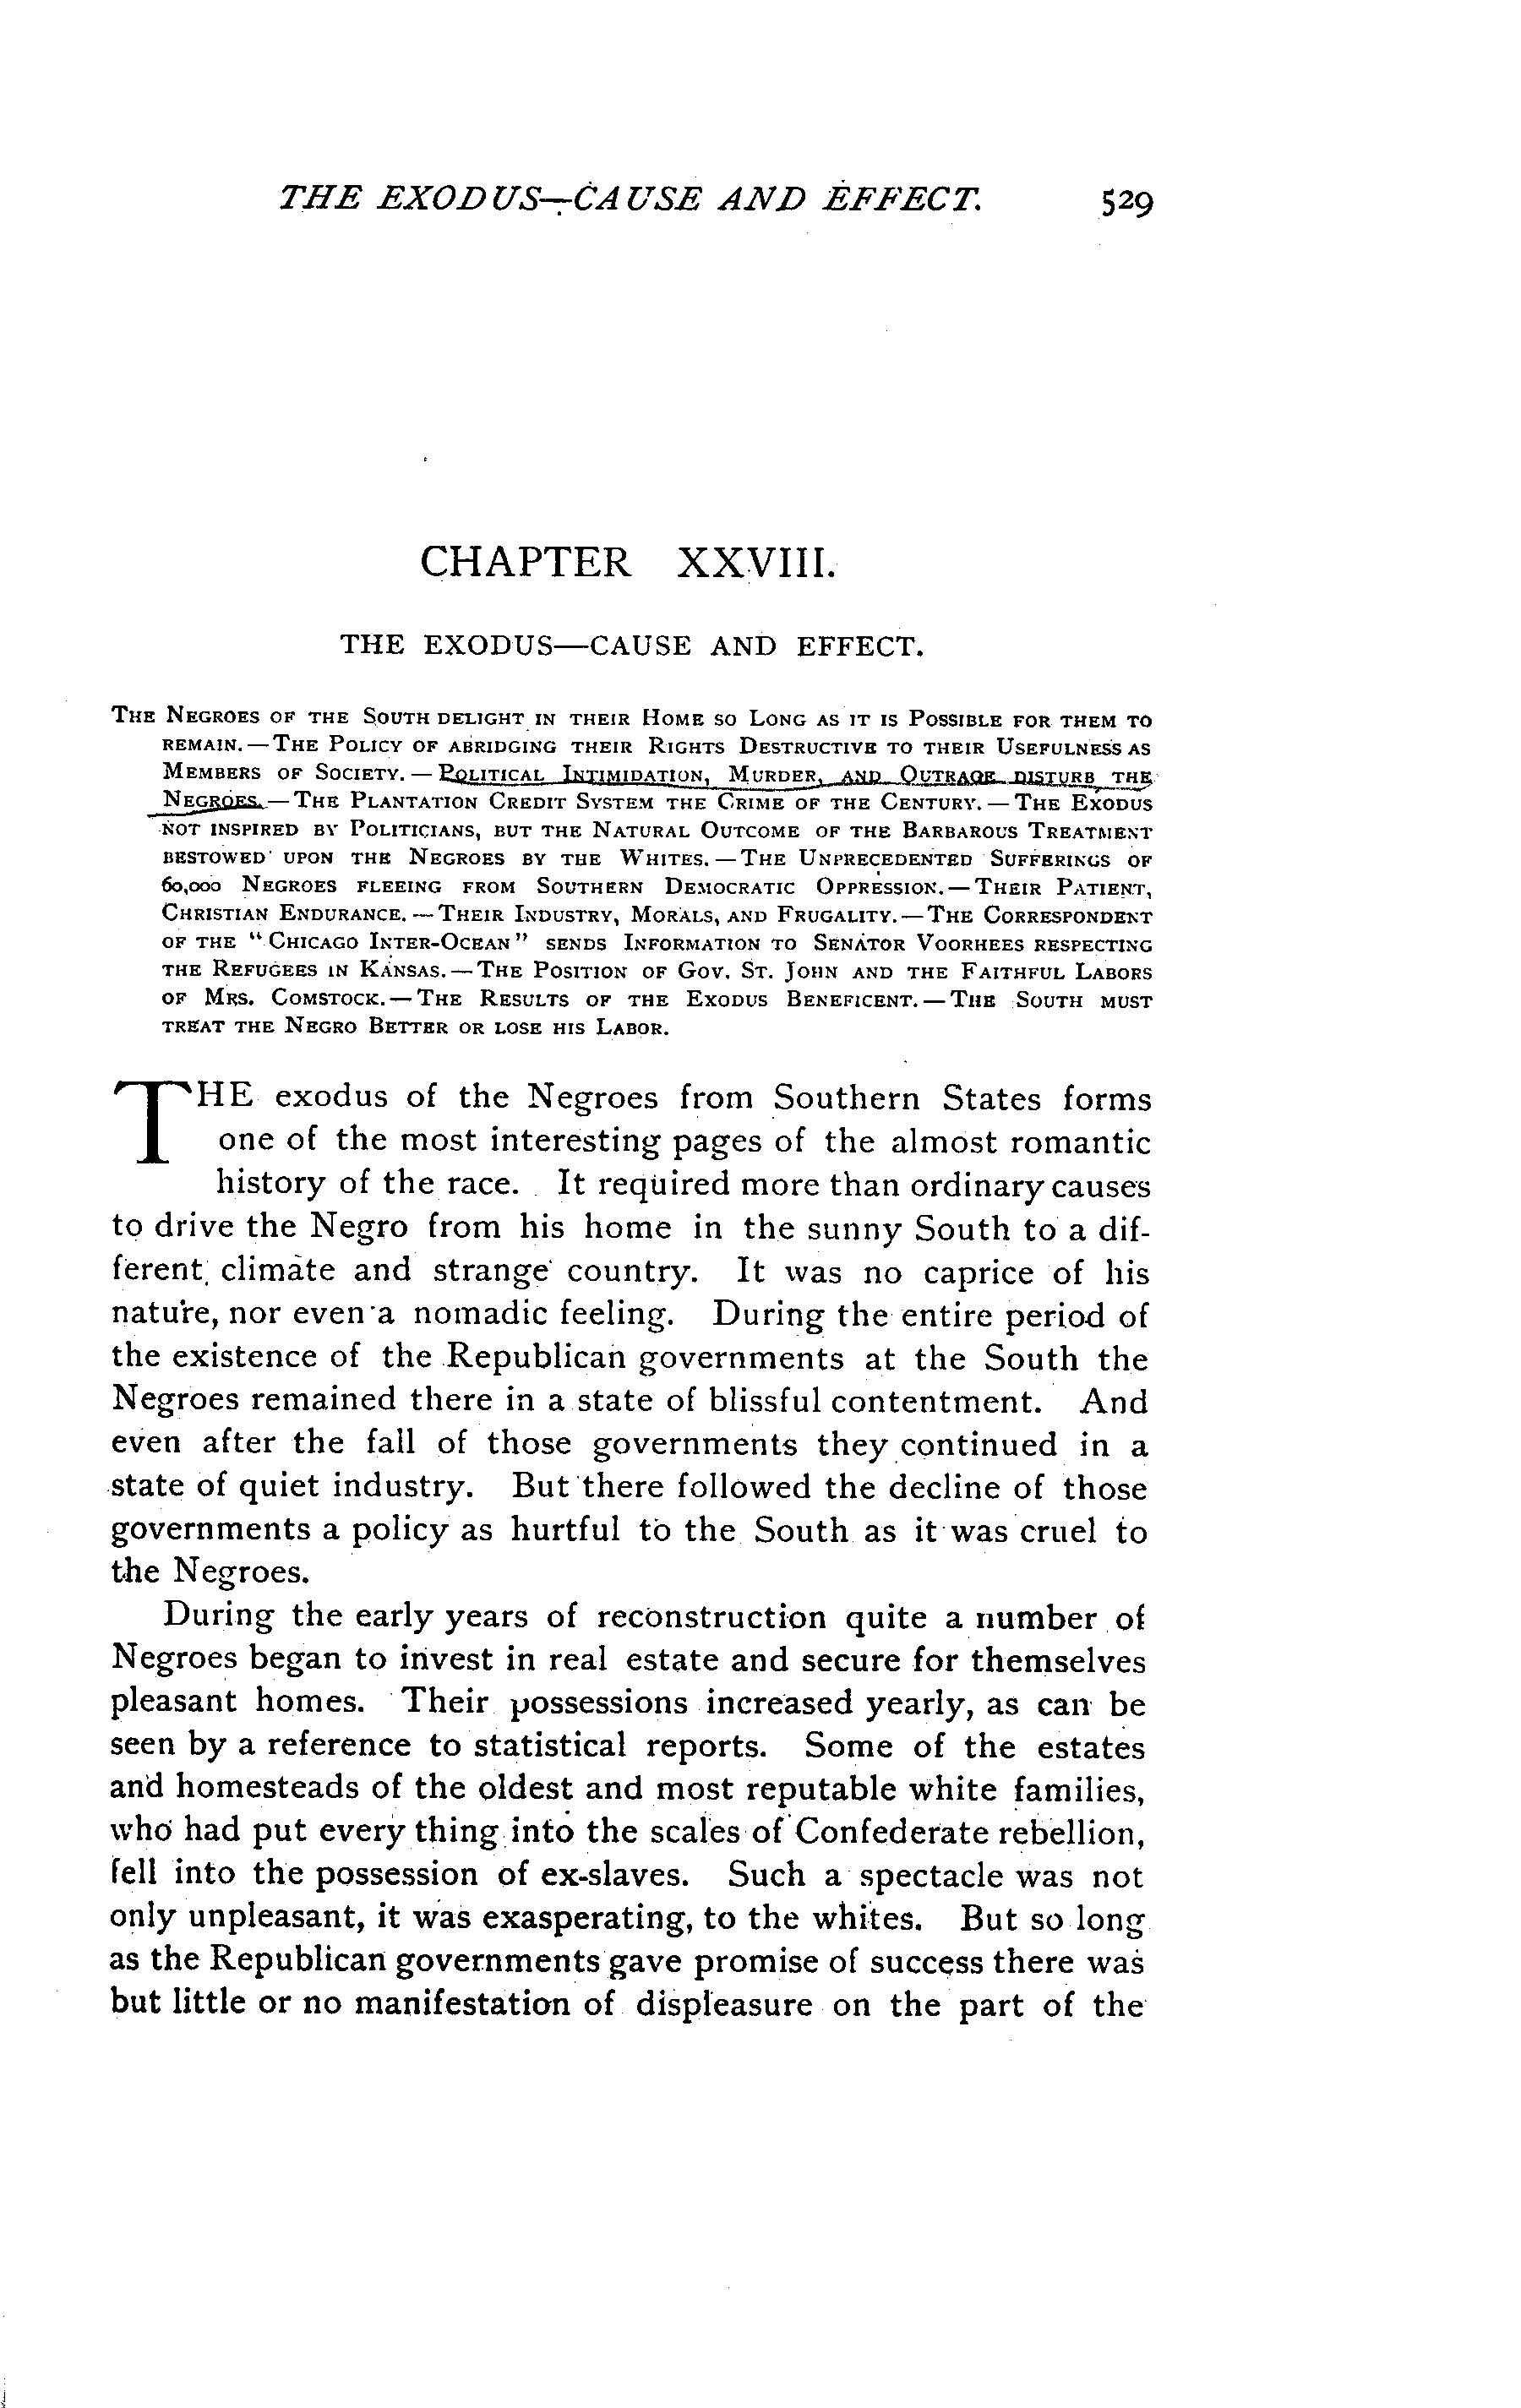 THE EXODUS—CAUSE AND EFFECT. 529
CHAPTER XXVIII.
THE EXODUS—CAUSE AND EFFECT.
THE NEGROES OF THE SOUTH DELIGHT IN THEIR HOME SO LONG AS IT IS POSSIBLE FOR THEM TO
REMAIN.—THE POLICY OF ABRIDGING THEIR RIGHTS DESTRUCTIVE TO THEIR USEFULNESS AS
MEMBERS OF SOCIETY.—POLITICAL INTIMIDATION, MURDER, AND OUTRAGE DISTURB THE
NEGROES.—THE PLANTATION CREDIT SYSTEM THE CRIME OF THE CENTURY.—THE EXODUS
NOT INSPIRED BY POLITICIANS, BUT THE NATURAL OUTCOME OF THE BARBAROUS TREATMENT
BESTOWED UPON THE NEGROES BY THE WHITES.—THE UNPRECEDENTED SUFFERINGS OF
60,000 NEGROES FLEEING FROM SOUTHERN DEMOCRATIC OPPRESSION.—THEIR PATIENT,
CHRISTIAN ENDURANCE.—THEIR INDUSTRY, MORALS, AND FRUGALITY.—THE CORRESPONDENT
OF THE "CHICAGO INTER-OCEAN" SENDS INFORMATION TO SENATOR VOORHEES RESPECTING
THE REFUGEES IN KANSAS.—THE POSITION OF GOV. ST. JOHN AND THE FAITHFUL LABORS
OF MRS. COMSTOCK.—THE RESULTS OF THE EXODUS BENEFICENT.—THE SOUTH MUST
TREAT THE NEGRO BETTER OR LOSE HIS LABOR.
THE exodus of the Negroes from Southern States forms
one of the most interesting pages of the almost romantic
history of the race. It required more than ordinary causes
to drive the Negro from his home in the sunny South to a dif-
ferent climate and strange country. It was no caprice of his
nature, nor even a nomadic feeling. During the entire period of
the existence of the Republican governments at the South the
Negroes remained there in a state of blissful contentment. And
even after the fall of those governments they continued in a
state of quiet industry. But there followed the decline of those
governments a policy as hurtful to the South as it was cruel to
the Negroes.
During the early years of reconstruction quite a number of
Negroes began to invest in real estate and secure for themselves
pleasant homes. Their possessions increased yearly, as can be
seen by a reference to statistical reports. Some of the estates
and homesteads of the oldest and most reputable white families,
who had put every thing into the scales of Confederate rebellion,
fell into the possession of ex-slaves. Such a spectacle was not
only unpleasant, it was exasperating, to the whites. But so long
as the Republican governments gave promise of success there was
but little or no manifestation of displeasure on the part of the